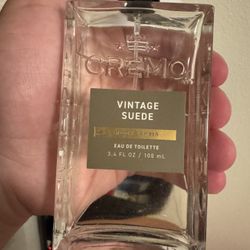 CREMO
VINTAGE
SUEDE
EAU DE TOILETTE
3.4 FL OZ / 100 mL